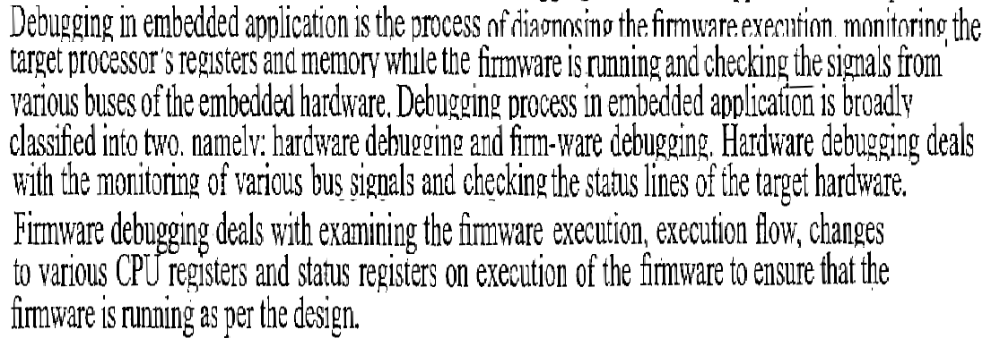 Debugging in embedded application is the process of diagnosing the firmware execution, monitoring the
target processor's registers and memory while the firmware is running and checking the signals from
various buses of the embedded hardware. Debugging process in embedded application is broadly
classified into two, namely: hardware debugging and firm-ware debugging. Hardware debugging deals
with the monitoring of various bus signals and checking the status lines of the target hardware.
Firmware debugging deals with examining the firmware execution, execution flow, changes
to various CPU registers and status registers on execution of the firmware to ensure that the
firmware is running as per the design.